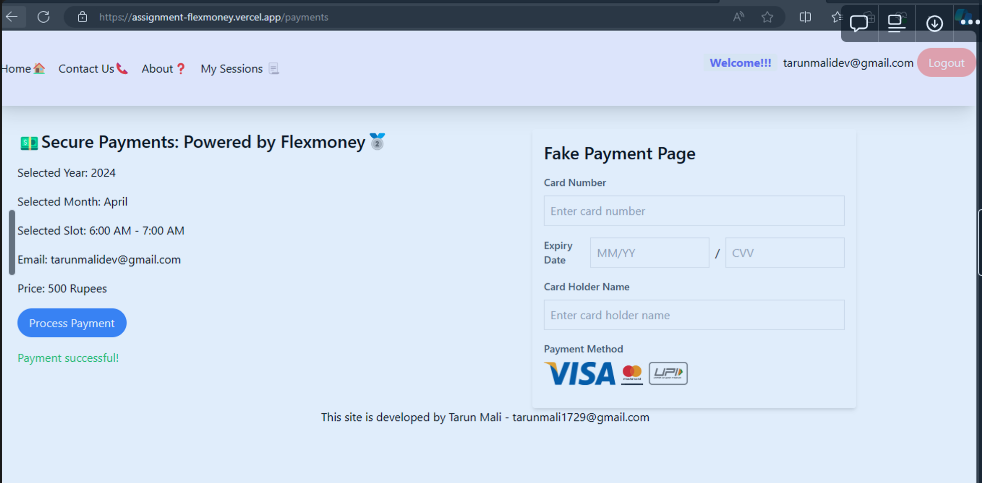 https://assignment-flexmoney.vercel.app/payments
Home Contact Us About My Sessions
Welcome!!! tarunmalidev@gmail.com Logout
Secure Payments: Powered by Flexmoney
Selected Year: 2024
Selected Month: April
Selected Slot: 6:00 AM - 7:00 AM
Email: tarunmalidev@gmail.com
Price: 500 Rupees
Process Payment
Payment successful!
Fake Payment Page
Card Number
Enter card number
Expiry
Date
MM/YY / CVV
Card Holder Name
Enter card holder name
Payment Method
VISA UPI
This site is developed by Tarun Mali - tarunmali1729@gmail.com